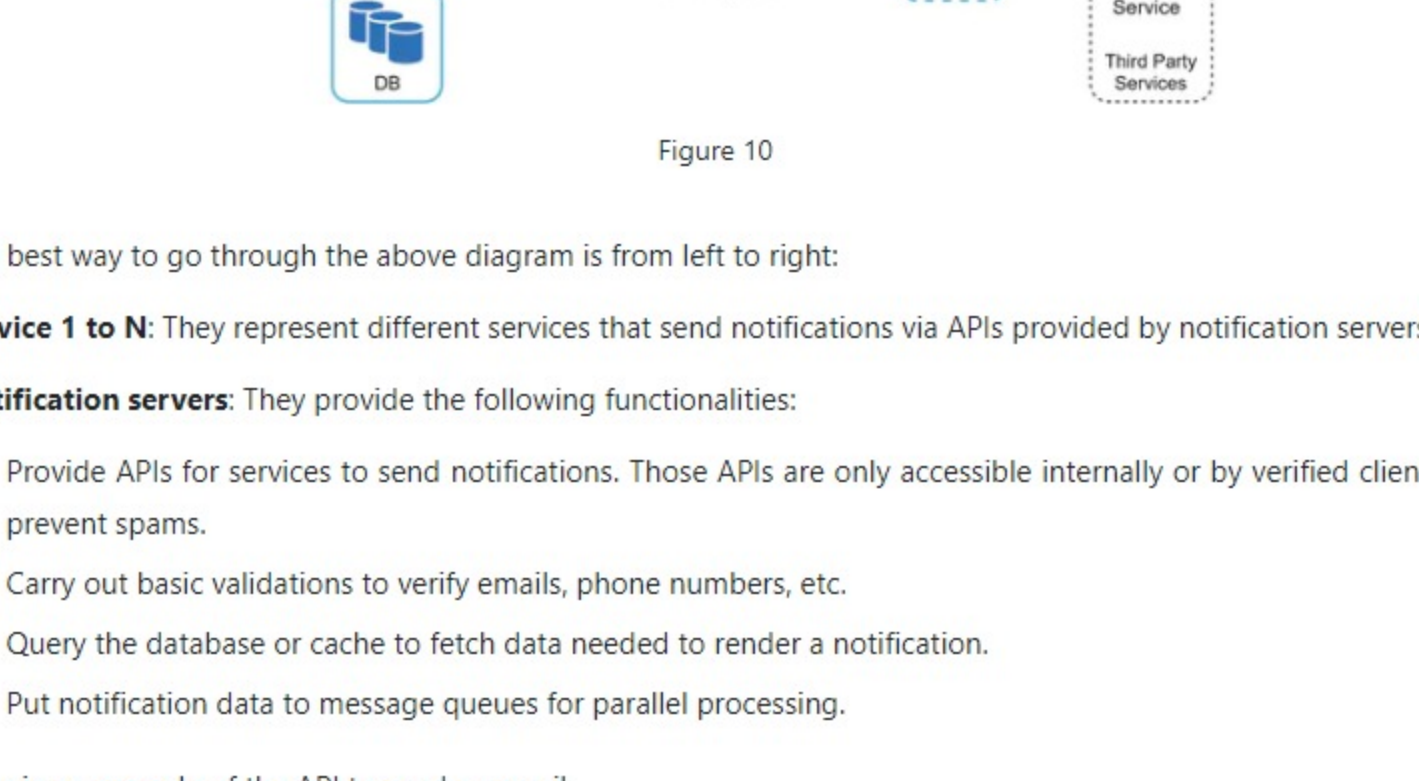 Service
DB
Third Party
Services
Figure 10
best way to go through the above diagram is from left to right:
vice 1 to N: They represent different services that send notifications via APIs provided by notification servers
tification servers: They provide the following functionalities:
Provide APIs for services to send notifications. Those APIs are only accessible internally or by verified clien
prevent spams.
Carry out basic validations to verify emails, phone numbers, etc.
Query the database or cache to fetch data needed to render a notification.
Put notification data to message queues for parallel processing.